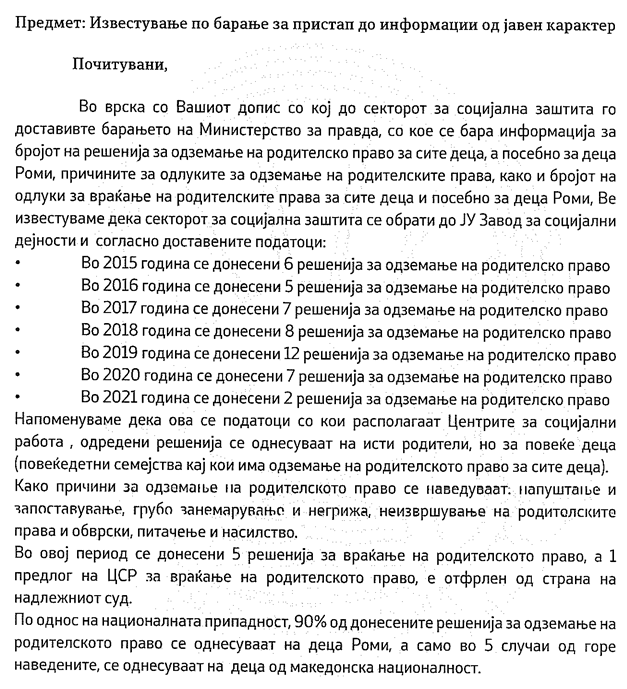 Предмет: Известување по барање за пристап до информации од јавен карактер
Почитувани,
Во врска со Вашиот допис со кој до секторот за социјална заштита го
доставивте барањето на Министерство за правда, со кое се бара информација за
бројот на решенија за одземање на родителско право за сите деца, а посебно за деца
Роми, причините за одлуките за одземање на родителските права, како и бројот на
одлуки за враќање на родителските права за сите деца и посебно за деца Роми, Ве
известуваме дека секторот за социјална заштита се обрати до ЈУ Завод за социјални
дејности и согласно доставените податоци:
• Во 2015 година се донесени 6 решенија за одземање на родителско право
• Во 2016 година се донесени 5 решенија за одземање на родителско право
• Во 2017 година се донесени 7 решенија за одземање на родителско право
• Во 2018 година се донесени 8 решенија за одземање на родителско право
• Во 2019 година се донесени 12 решенија за одземање на родителско право
• Во 2020 година се донесени 7 решенија за одземање на родителско право
• Во 2021 година се донесени 2 решенија за одземање на родителско право
Напоменуваме дека ова се податоци со кои располагаат Центрите за социјални
работа , одредени решенија се однесуваат на исти родители, но за повеќе деца
(повеќедетни семејства кај кои има одземање на родителското право за сите деца).
Како причини за одземање на родителското право се наведуваат: напуштање и
запоставување, грубо занемарување и негрижа, неизвршување на родителските
права и обврски, питачење и насилство.
Во овој период се донесени 5 решенија за враќање на родителското право, а 1
предлог на ЦСР за враќање на родителското право, е отфрлен од страна на
надлежниот суд.
По однос на националната припадност, 90% од донесените решенија за одземање на
родителското право се однесуваат на деца Роми, а само во 5 случаи од горе
наведените, се однесуваат на деца од македонска националност.